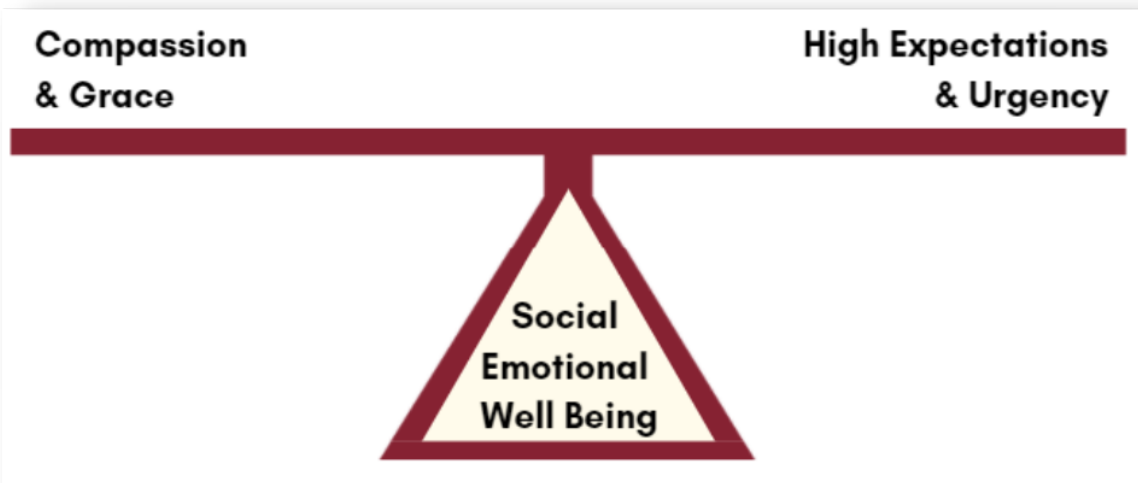 Compassion
& Grace
High Expectations
& Urgency
Social
Emotional
Well Being